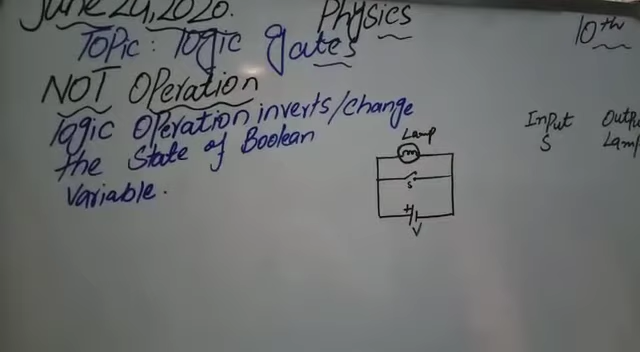 June 24, 2020.
Physics
10th
Topic: logic gates
NOT Operation
logic Operation inverts/change
the State of Boolean
Variable.
Lamp
S
V
Input
S
Outpu
Lamp